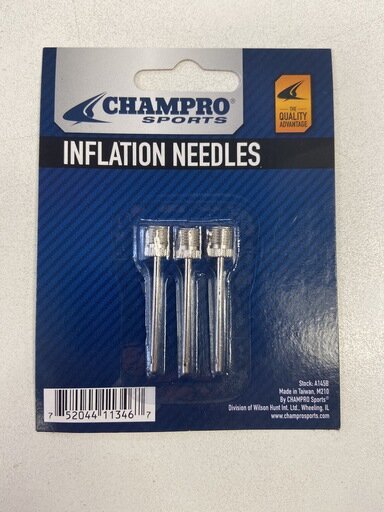 CHAMPRO®
SPORTS
THE
QUALITY
ADVANTAGE
INFLATION NEEDLES
Stock: A145B
Made in Taiwan, M210
By CHAMPRO Sports®
Division of Wilson Hunt Int. Ltd., Wheeling, IL
www.champrosports.com
7 52044 11346 7